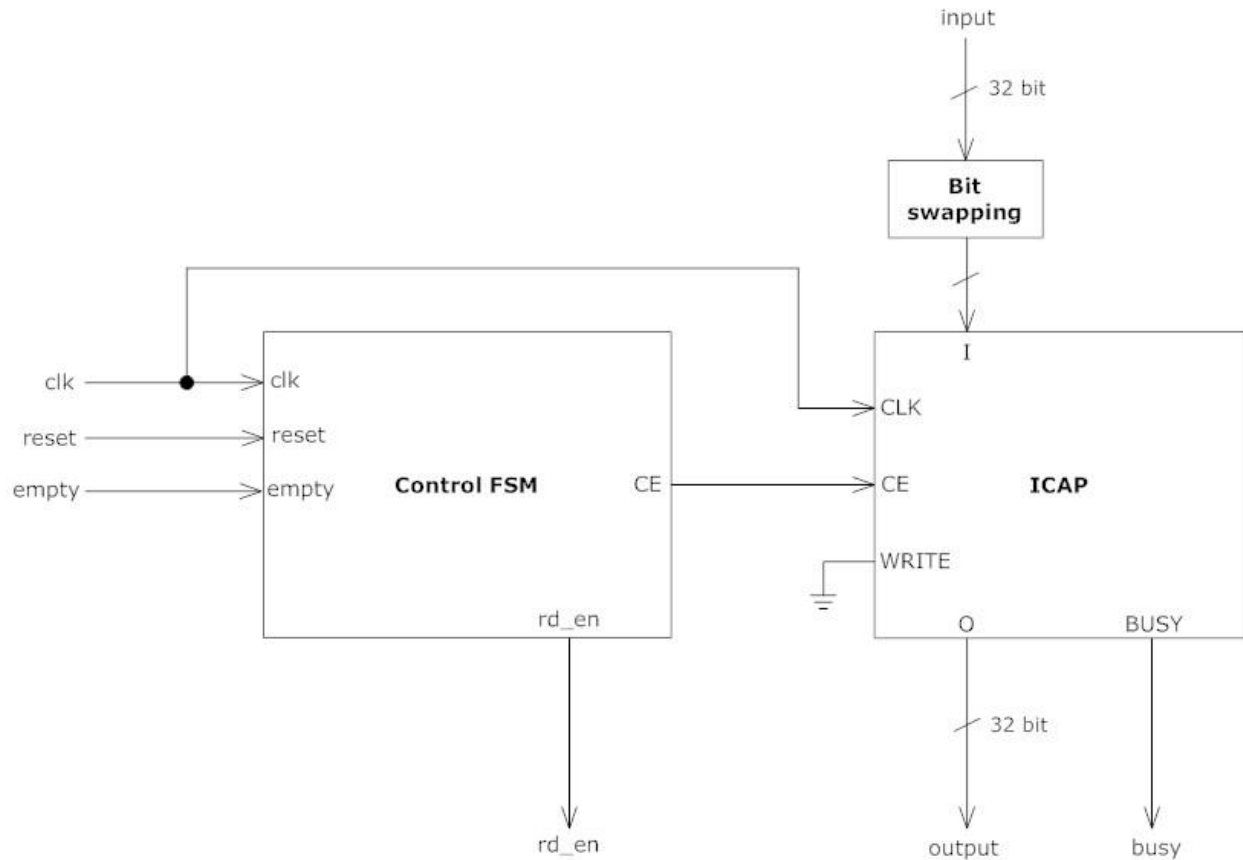 input
32 bit
Bit
swapping
I
clk
clk
CLK
reset
reset
empty
empty
Control FSM
CE
CE
ICAP
WRITE
rd_en
O
BUSY
32 bit
rd_en
output
busy